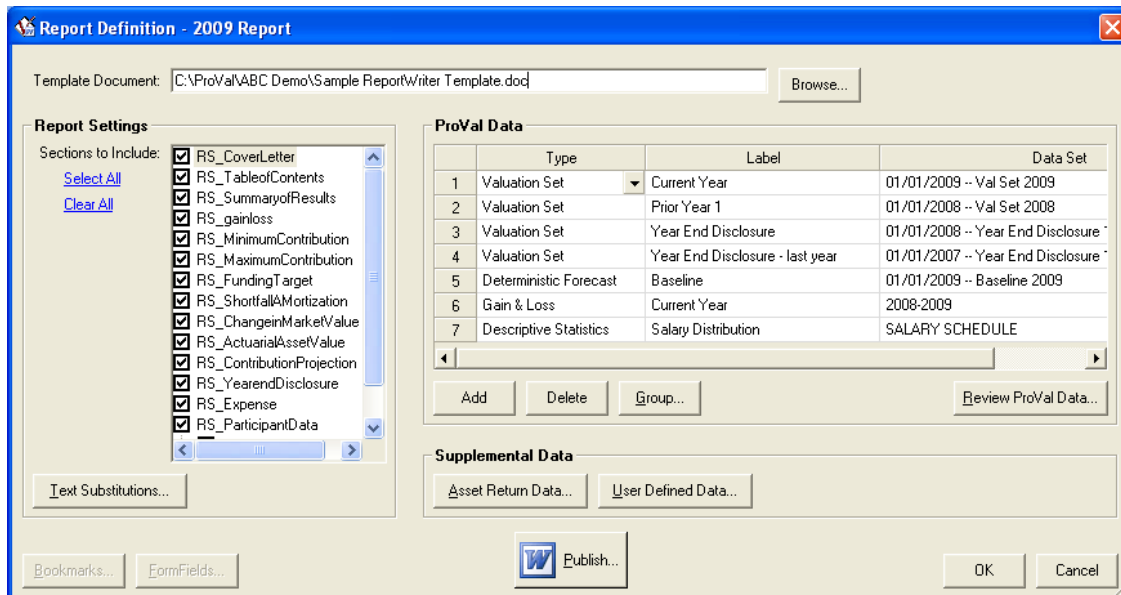 Report Definition - 2009 Report
Template Document: C:\ProVal\ABC Demo\Sample ReportWriter Template.doc Browse...
Report Settings
Sections to Include:
Select All
Clear All
RS_CoverLetter
RS_TableofContents
RS_SummaryofResults
RS_gainloss
RS_MinimumContribution
RS_MaximumContribution
RS_FundingTarget
RS_ShortfallAMortization
RS_ChangeinMarketValue
RS_ActuarialAssetValue
RS_ContributionProjection
RS_YearendDisclosure
RS_Expense
RS_ParticipantData
Text Substitutions...
ProVal Data
Type Label Data Set
1 Valuation Set Current Year 01/01/2009 -- Val Set 2009
2 Valuation Set Prior Year 1 01/01/2008 -- Val Set 2008
3 Valuation Set Year End Disclosure 01/01/2008 -- Year End Disclosure
4 Valuation Set Year End Disclosure - last year 01/01/2007 -- Year End Disclosure
5 Deterministic Forecast Baseline 01/01/2009 -- Baseline 2009
6 Gain & Loss Current Year 2008-2009
7 Descriptive Statistics Salary Distribution SALARY SCHEDULE
Add Delete Group... Review ProVal Data...
Supplemental Data
Asset Return Data... User Defined Data...
Bookmarks... FormFields... Publish... OK Cancel